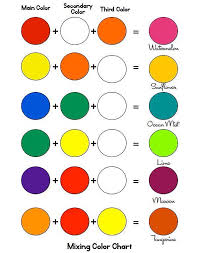 Main Color
Secondary Color
Third Color
+ + =
Watermelon
+ + =
Sunflower
+ + =
Ocean Mist
+ + =
Lime
+ + =
Maroon
+ + =
Tangerine
Mixing Color Chart